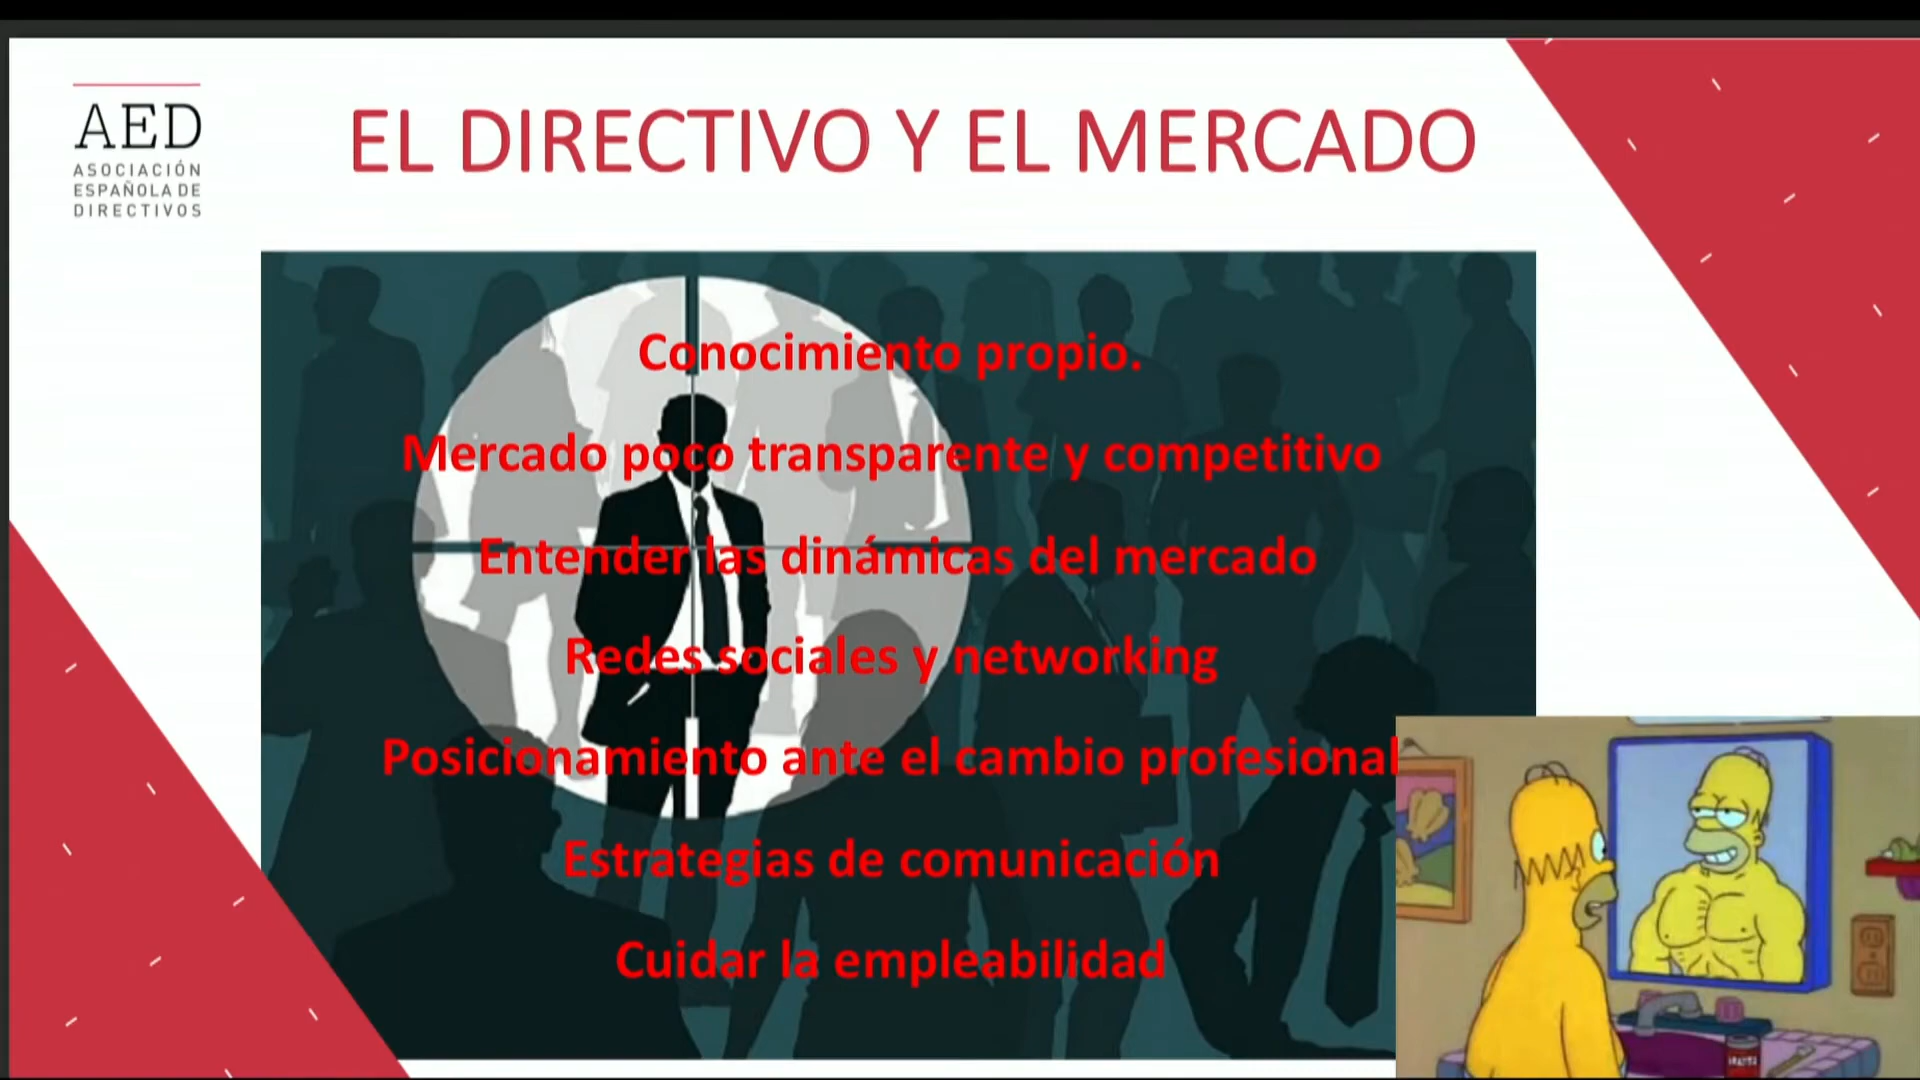 AED
ASOCIACIÓN
ESPAÑOLA DE
DIRECTIVOS
EL DIRECTIVO Y EL MERCADO
Conocimiento propio.
Mercado poco transparente y competitivo
Entender las dinámicas del mercado
Redes sociales y networking
Posicionamiento ante el cambio profesional
Estrategias de comunicación
Cuidar la empleabilidad